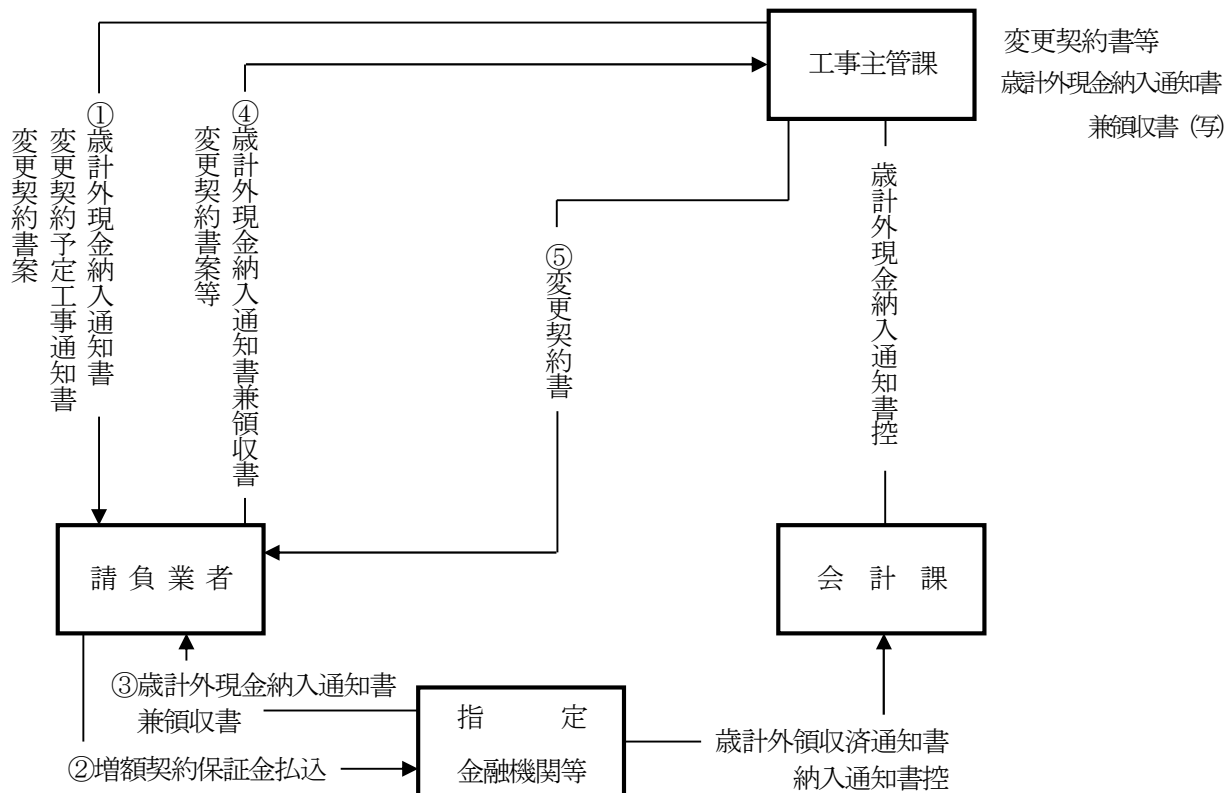 工事主管課
変更契約書等
歳計外現金納入通知書
兼領収書（写）
①歳計外現金納入通知書
変更契約予定工事通知書
変更契約書案
④歳計外現金納入通知書兼領収書
変更契約書案等
⑤変更契約書
歳計外現金納入通知書控
請負業者
会計課
③歳計外現金納入通知書
兼領収書
②増額契約保証金払込
指定
金融機関等
歳計外領収済通知書
納入通知書控